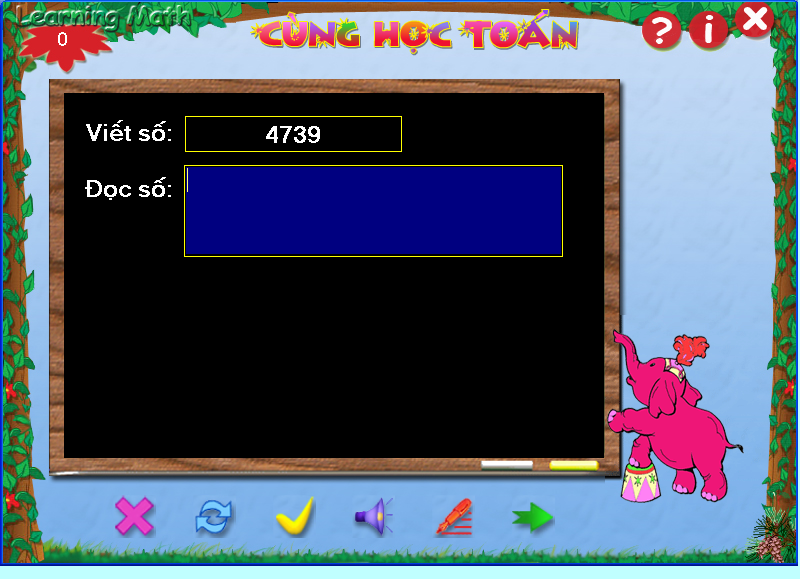 Learning Math
0
CÙNG HỌC TOÁN
Viết số: 4739
Đọc số: